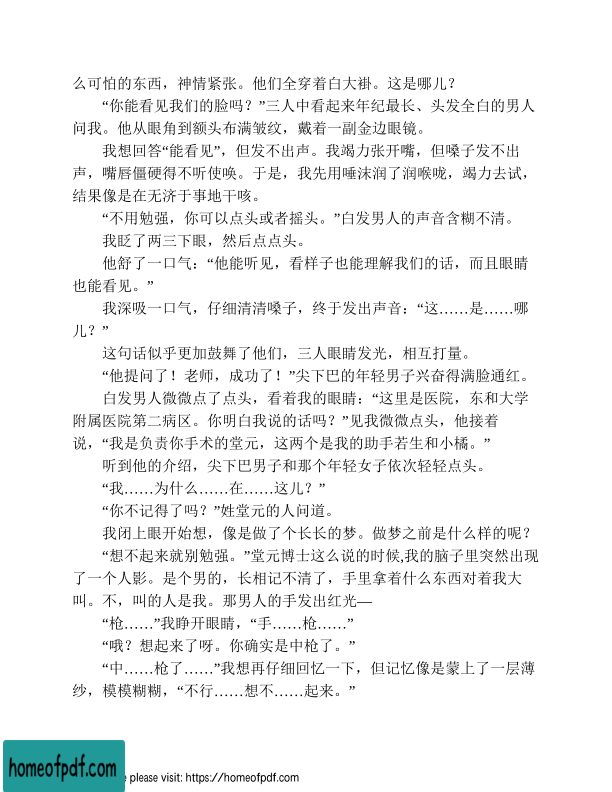 么可怕的东西，神情紧张。他们全穿着白大褂。这是哪儿？
“你能看见我们的脸吗？”三人中看起来年纪最长、头发全白的男人
问我。他从眼角到额头布满皱纹，戴着一副金边眼镜。
我想回答“能看见”，但发不出声。我竭力张开嘴，但嗓子发不出
声，嘴唇僵硬得不听使唤。于是，我先用唾沫润了润喉咙，竭力去试，
结果像是在无济于事地干咳。
“不用勉强，你可以点头或者摇头。”白发男人的声音含糊不清。
我眨了两三下眼，然后点点头。
他舒了一口气：“他能听见，看样子也能理解我们的话，而且眼睛
也能看见。”
我深吸一口气，仔细清清嗓子，终于发出声音：“这……是……哪
儿？”
这句话似乎更加鼓舞了他们，三人眼睛发光，相互打量。
“他提问了！老师，成功了！”尖下巴的年轻男子兴奋得满脸通红。
白发男人微微点了点头，看着我的眼睛：“这里是医院，东和大学
附属医院第二病区。你明白我说的话吗？”见我微微点头，他接着
说，“我是负责你手术的堂元，这两个是我的助手若生和小橘。”
听到他的介绍，尖下巴男子和那个年轻女子依次轻轻点头。
“我……为什么……在……这儿？”
“你不记得了吗？”姓堂元的人问道。
我闭上眼开始想，像是做了个长长的梦。做梦之前是什么样的呢？
“想不起来就别勉强。”堂元博士这么说的时候,我的脑子里突然出现
了一个人影。是个男的，长相记不清了，手里拿着什么东西对着我大
叫。不，叫的人是我。那男人的手发出红光—
“枪……”我睁开眼睛，“手……枪……”
“哦？想起来了呀。你确实是中枪了。”
“中……枪了……”我想再仔细回忆一下，但记忆像是蒙上了一层薄
纱，模模糊糊，“不行……想不……起来。”
homeofpdf.com
e please visit: https://homeofpdf.com